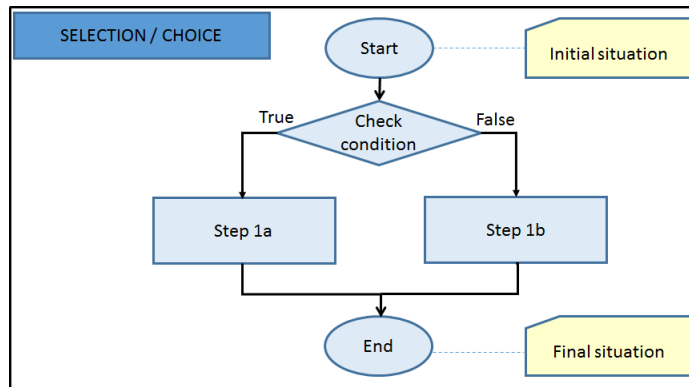 SELECTION / CHOICE
Start
Initial situation
True
Check
condition
False
Step 1a
Step 1b
End
Final situation